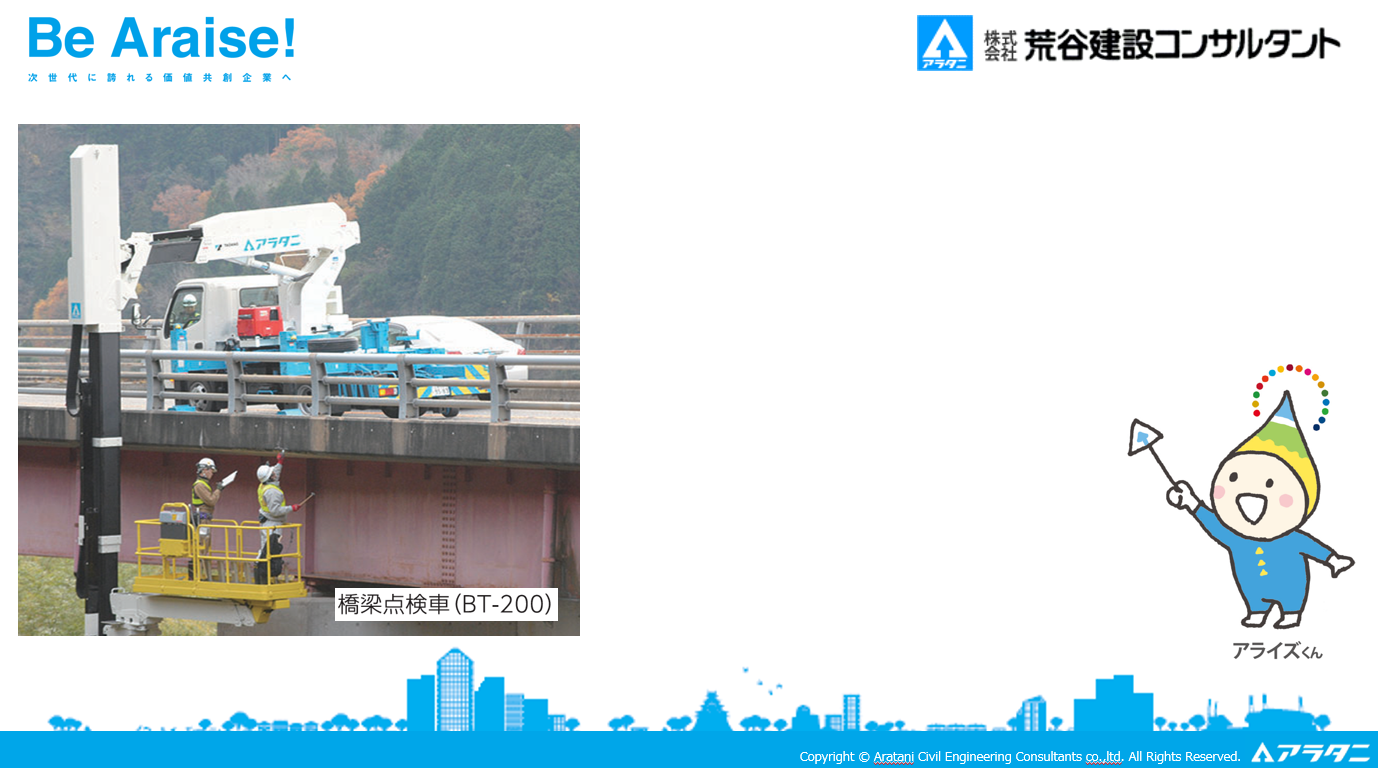 Be Araise!
次世代に誇れる価値共創企業へ
アラタニ
株式会社 荒谷建設コンサルタント
TADANO アラタニ
橋梁点検車(BT-200)
アライズくん
Copyright © Aratani Civil Engineering Consultants co.,ltd. All Rights Reserved.
アラタニ